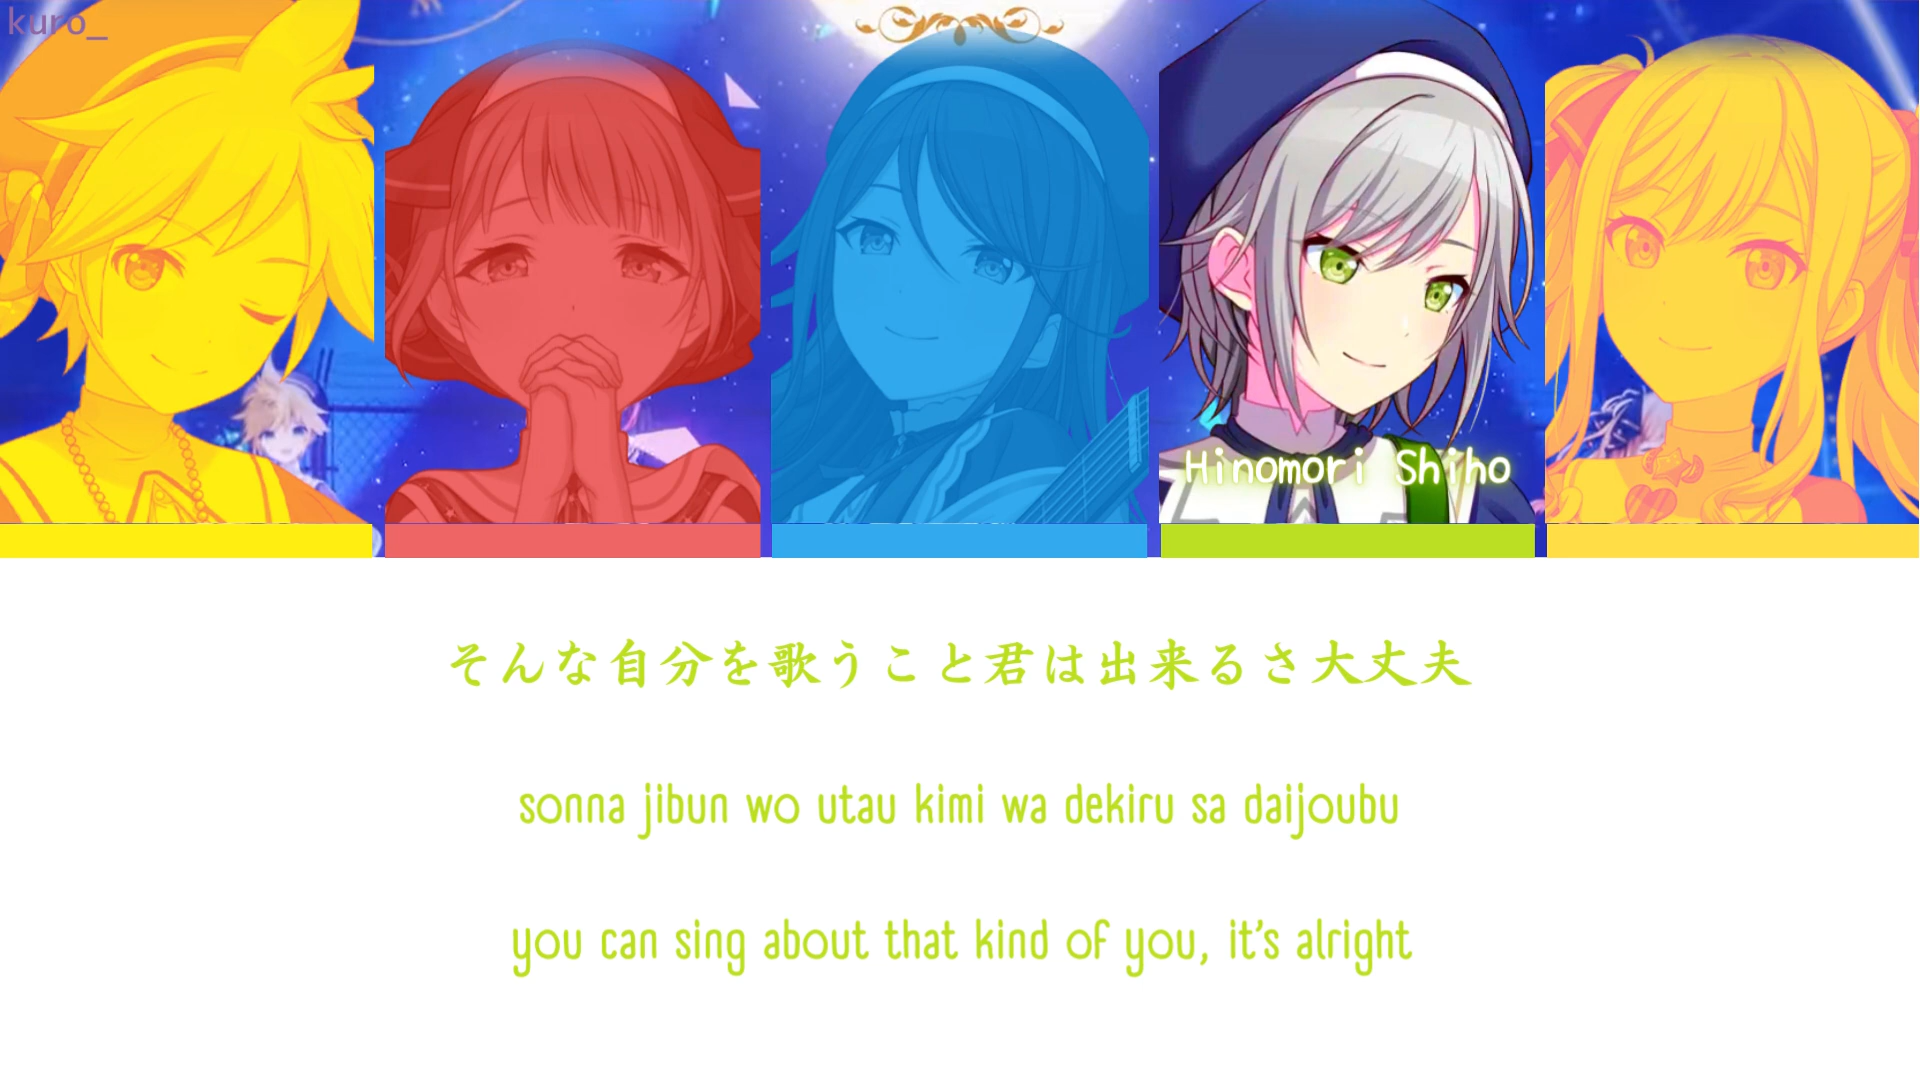 kuro_
Hinomori Shiho
そんな自分を歌うこと君は出来るさ大丈夫
sonna jibun wo utau kimi wa dekiru sa daijoubu
you can sing about that kind of you, it's alright